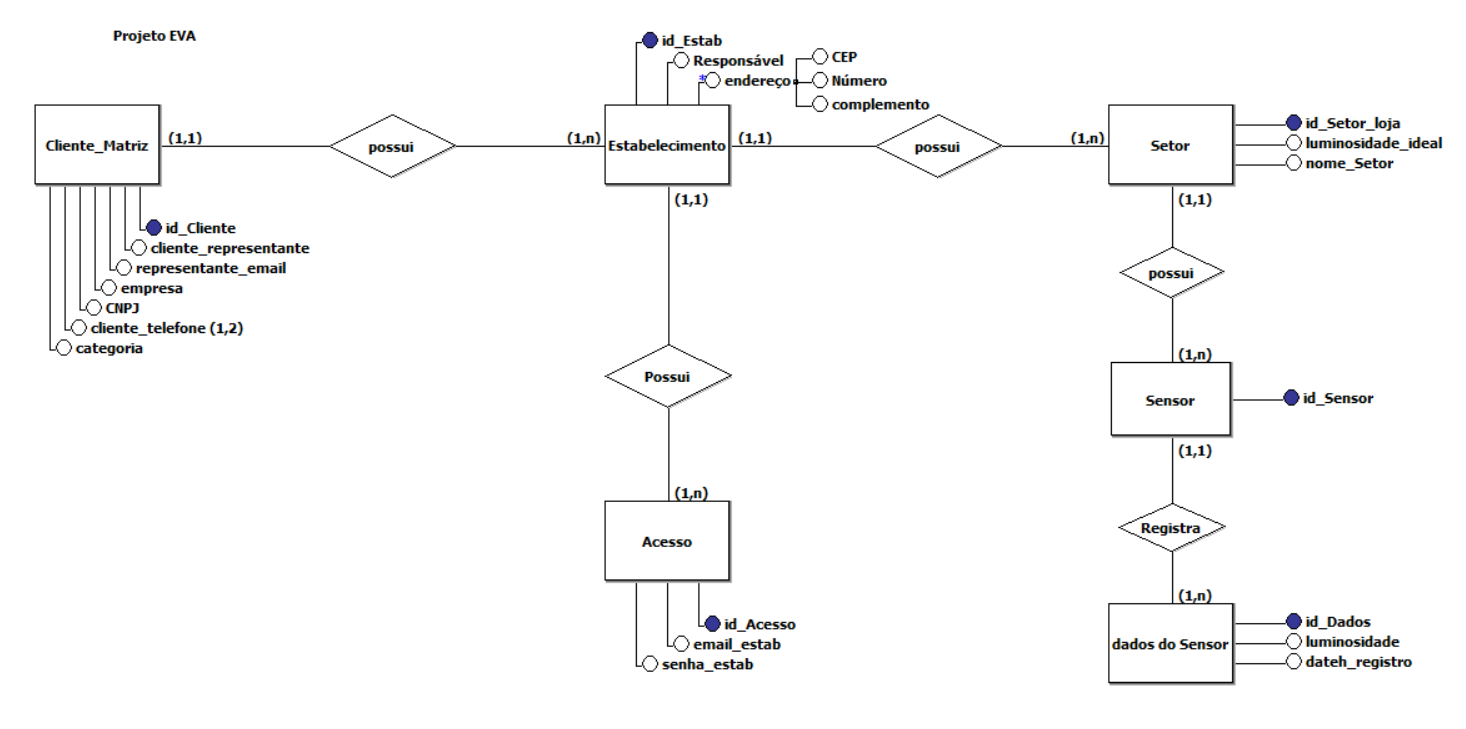 Projeto EVA
id_Estab
Responsável
* endereço
CEP
Número
complemento
Cliente_Matriz
(1,1)
possui
(1,n)
Estabelecimento
(1,1)
possui
(1,n)
Setor
id_Setor_loja
luminosidade_ideal
nome_Setor
(1,1)
(1,1)
id_Cliente
cliente_representante
representante_email
empresa
CNPJ
cliente_telefone (1,2)
categoria
possui
(1,n)
Possui
Sensor
id_Sensor
(1,1)
(1,n)
Acesso
Registra
(1,n)
id_Acesso
email_estab
senha_estab
dados do Sensor
id_Dados
luminosidade
dateh_registro